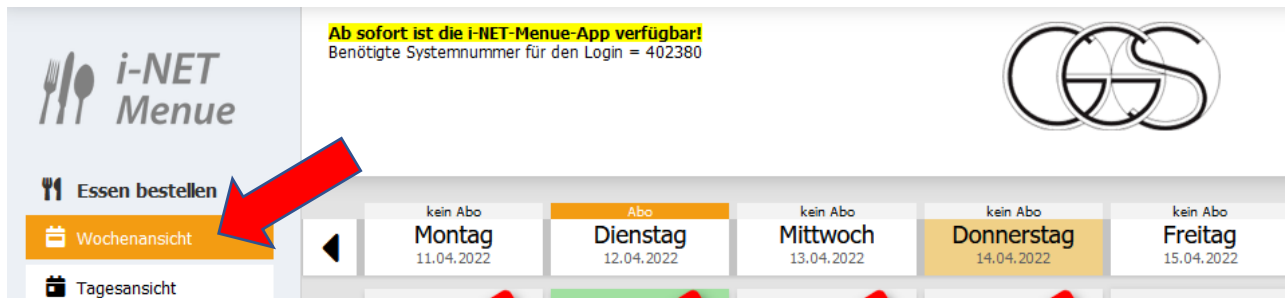 Ab sofort ist die i-NET-Menue-App verfügbar!
Benötigte Systemnummer für den Login = 402380
i-NET
Menue
CGS
Essen bestellen
Wochenansicht
Tagesansicht
kein Abo Abo kein Abo kein Abo kein Abo
Montag Dienstag Mittwoch Donnerstag Freitag
11.04.2022 12.04.2022 13.04.2022 14.04.2022 15.04.2022